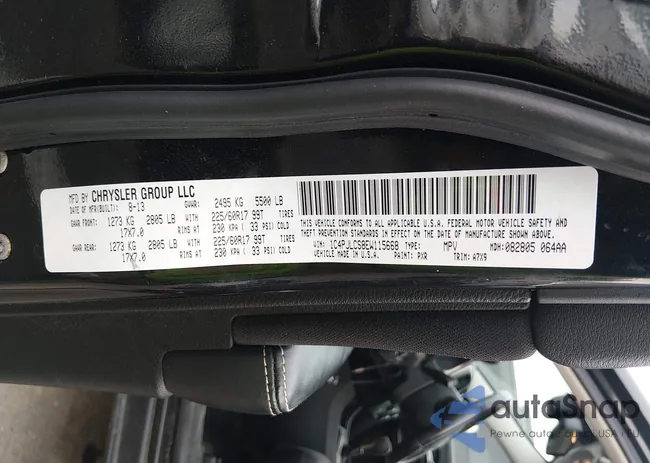 MFD BY CHRYSLER GROUP LLC
DATE OF MFR(BUILT): 8-13 GVWR: 2495 KG 5500 LB
GAWR FRONT: 1273 KG 2805 LB WITH 225/60R17 99T TIRES
17X7.0 230 KPA ( 33 PSI) COLD
GAWR REAR: 1273 KG 2805 LB WITH 225/60R17 99T TIRES
17X7.0 230 KPA ( 33 PSI) COLD
THIS VEHICLE CONFORMS TO ALL APPLICABLE U.S.A. FEDERAL MOTOR VEHICLE SAFETY AND
THEFT PREVENTION STANDARDS IN EFFECT ON THE DATE OF MANUFACTURE SHOWN ABOVE.
VIN: 1C4PJLCS8EW115668 TYPE: MPV MDH: 082805 064AA
VEHICLE MADE IN U.S.A. PAINT: PXR TRIM: A7X9
autoSnap
Pewne auto z USA i EU